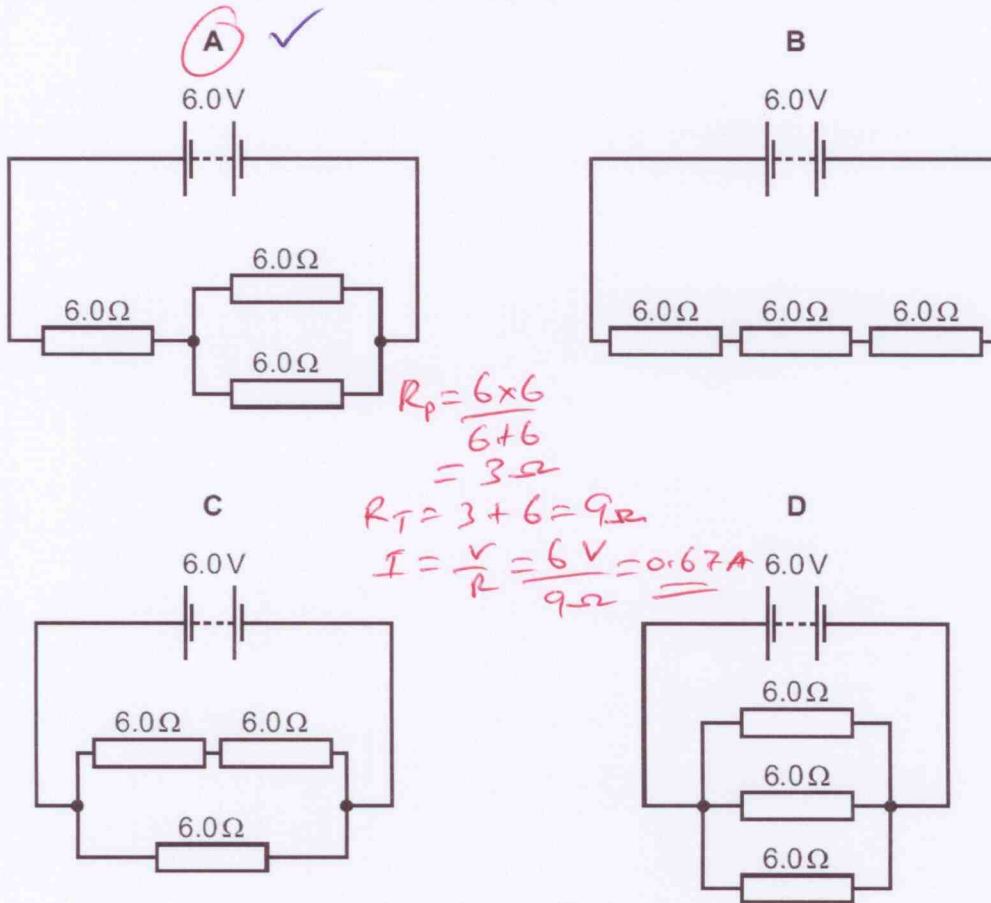 A ✓ B
6.0V 6.0V
6.0Ω
6.0Ω 6.0Ω 6.0Ω 6.0Ω
6.0Ω
Rp = 6×6
6+6
= 3Ω
C D
RT = 3 + 6 = 9Ω
6.0V I = V = 6 V = 0.67A 6.0V
R 9Ω
6.0Ω
6.0Ω 6.0Ω
6.0Ω
6.0Ω
6.0Ω